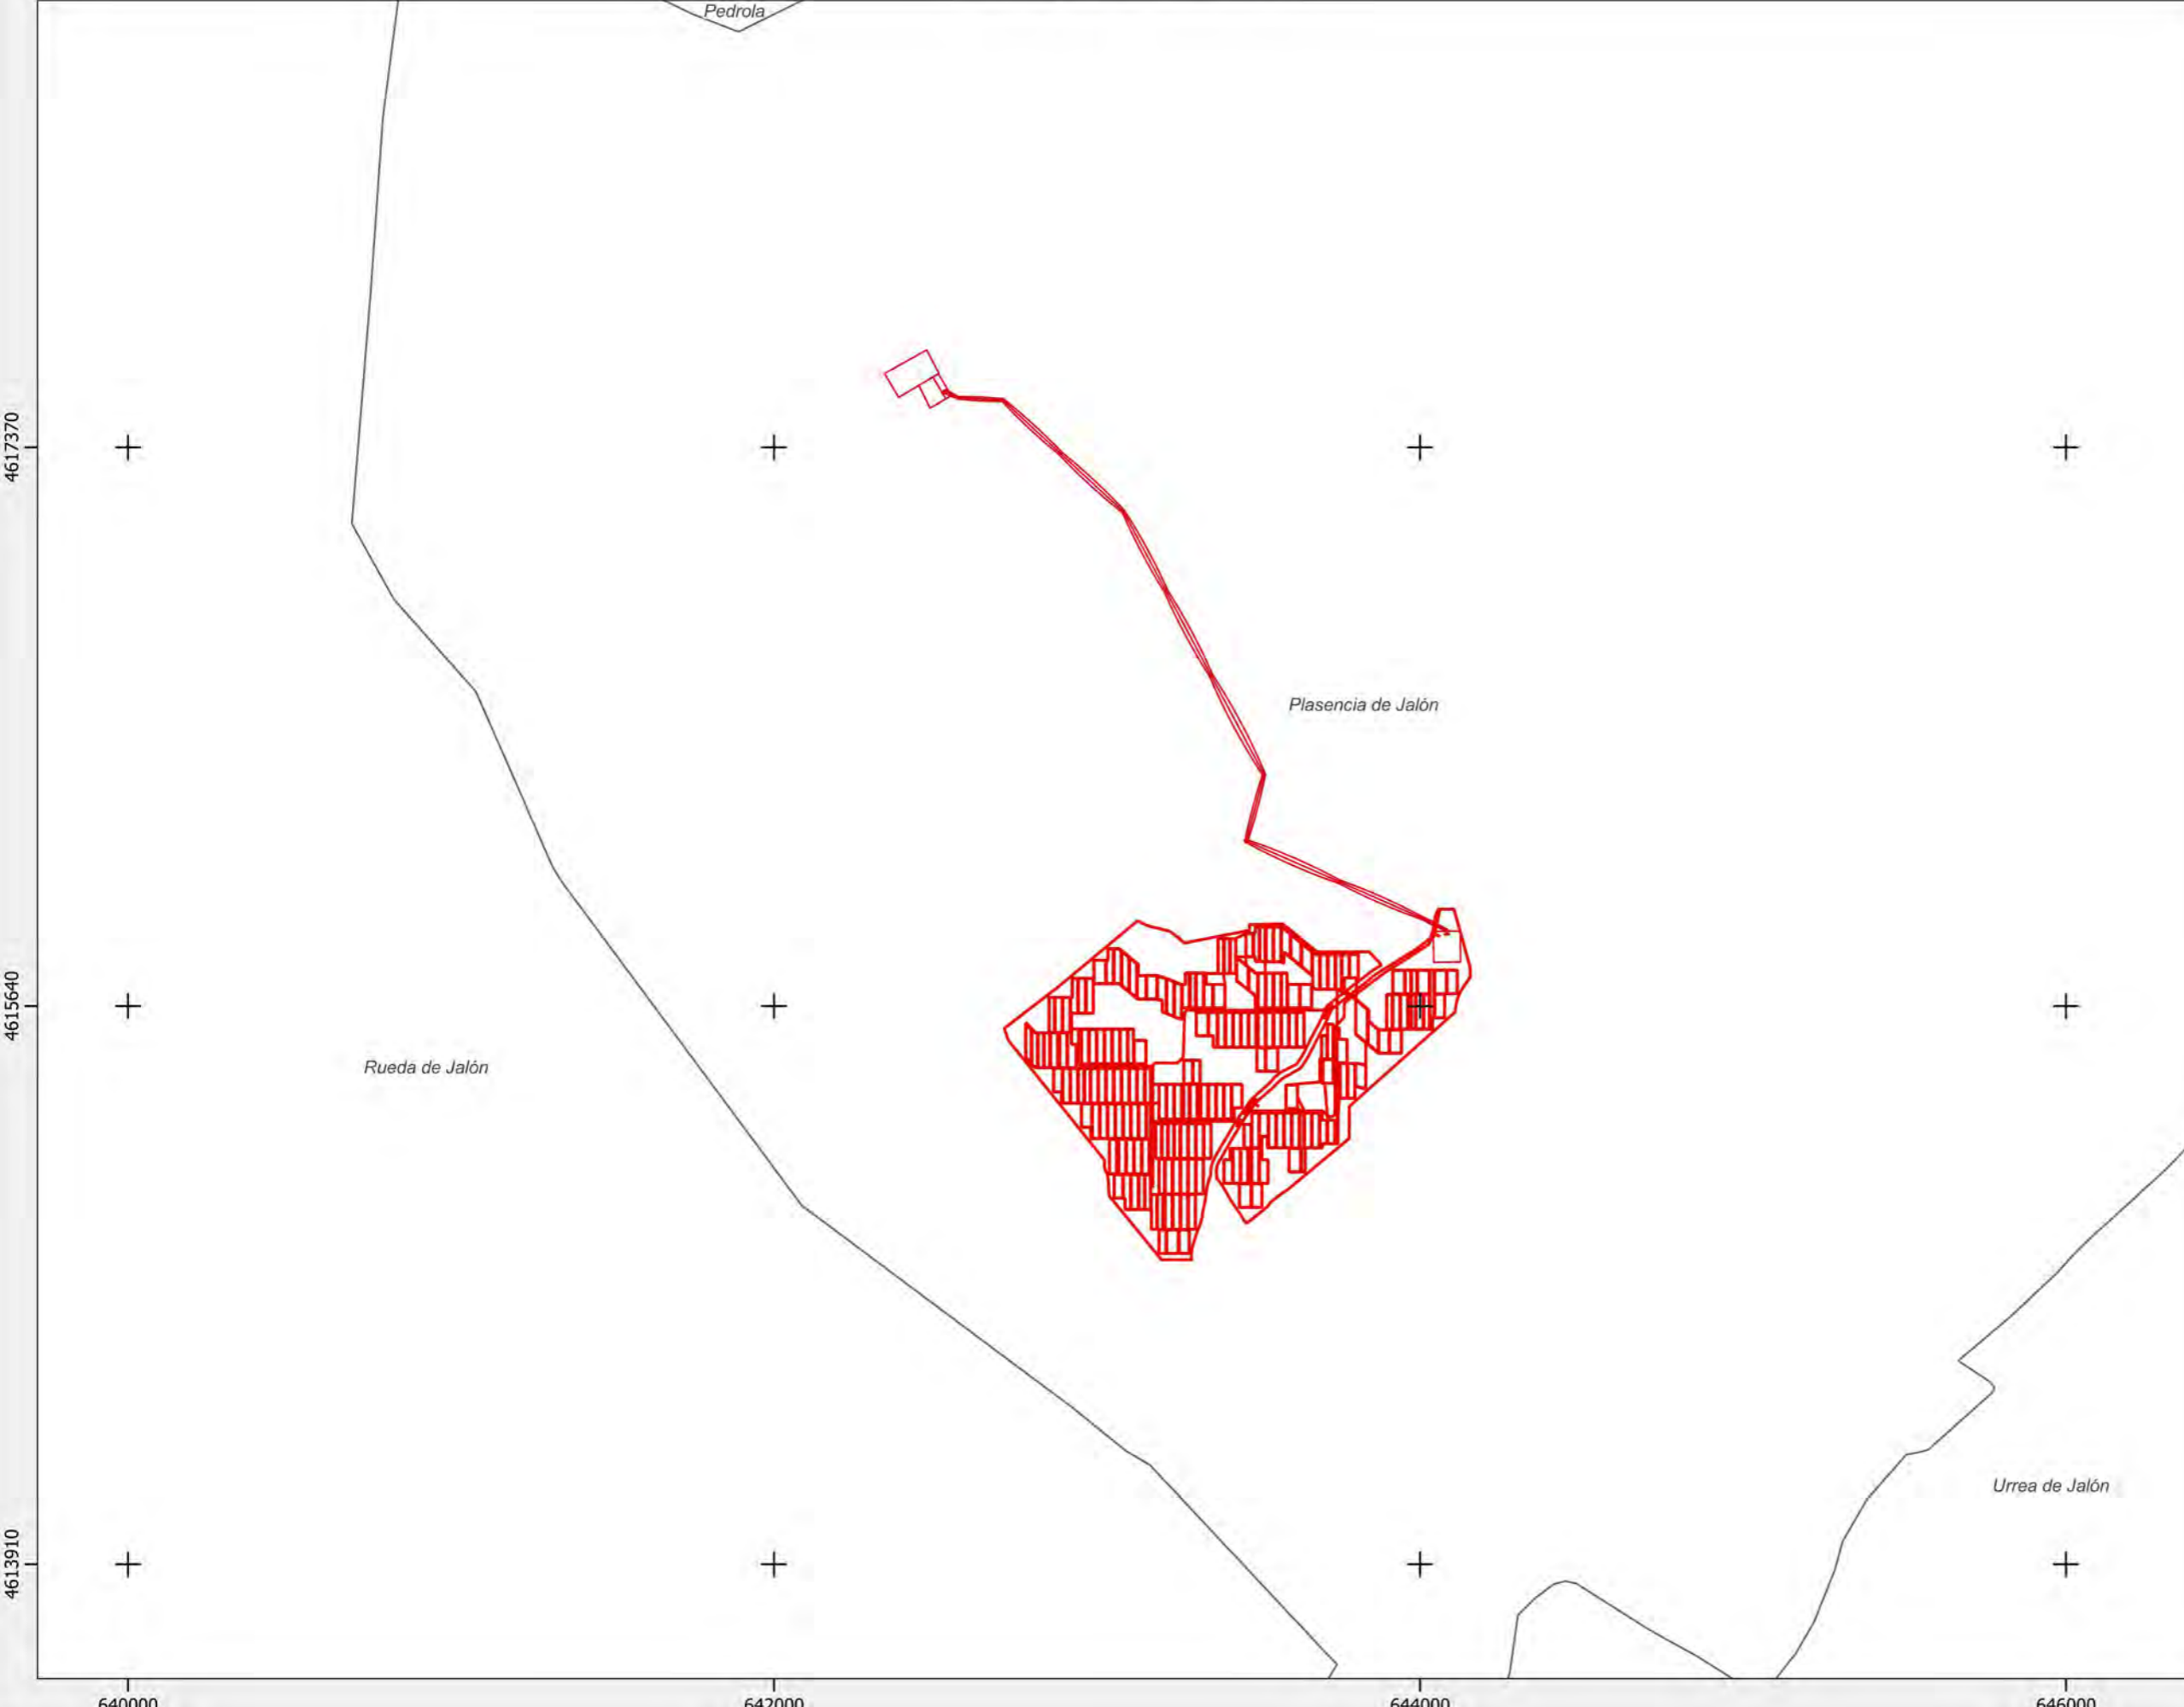 Pedrola
4617370
Plasencia de Jalón
4615640
Rueda de Jalón
Urrea de Jalón
4613910
640000
642000
644000
646000